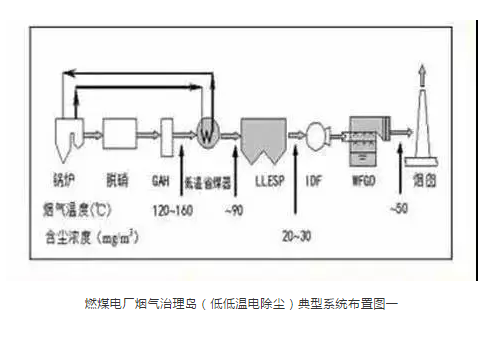 W
锅炉 脱硝 GAH 低温省煤器 LLESP IDF WFGD 烟囱
烟气温度(℃) 120~160 ~90 ~50
含尘浓度(mg/m³) 20~30
燃煤电厂烟气治理岛（低低温电除尘）典型系统布置图一